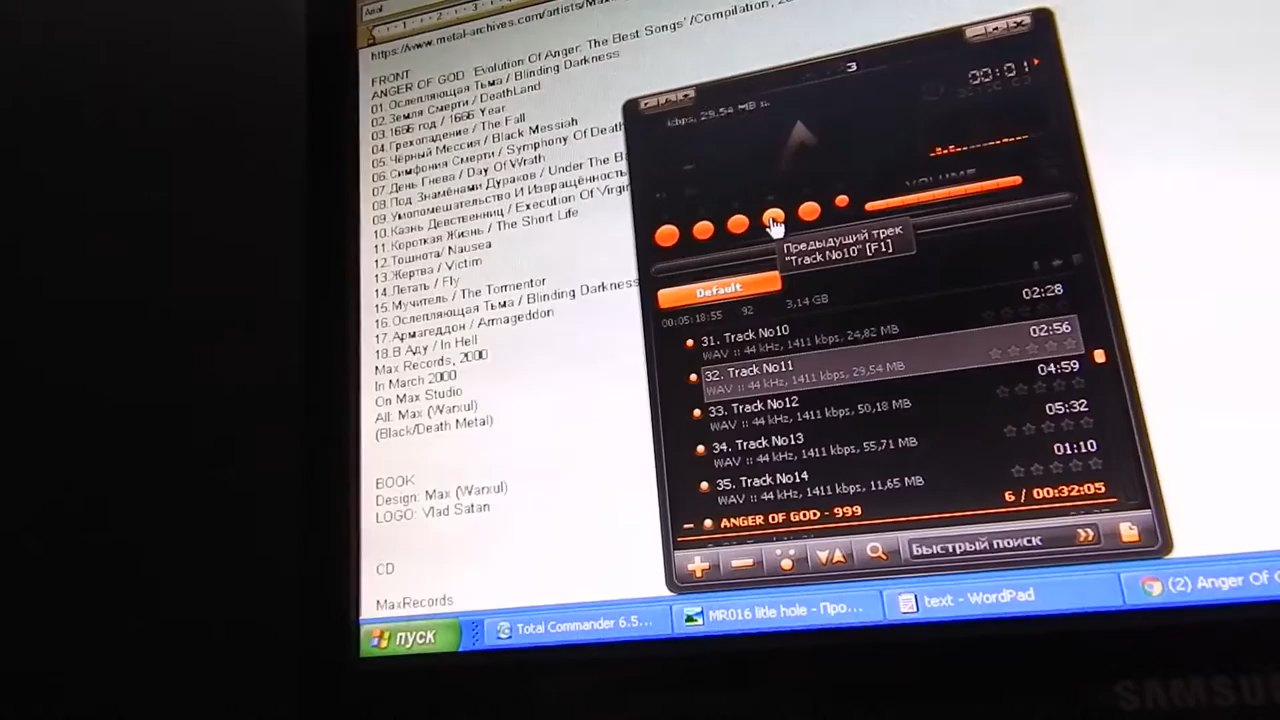 Arial
https://www.metal-archives.com/artists/Max
FRONT
ANGER OF GOD 'Evolution Of Anger: The Best Songs' /Compilation, 2
01.Ослепляющая Тьма / Blinding Darkness
02.Земля Смерти / DeathLand
03.1666 год / 1666 Year
04.Грехопадение / The Fall
05.Чёрный Мессия / Black Messiah
06.Симфония Смерти / Symphony Of Death
07.День Гнева / Day Of Wrath
08.Под Знамёнами Дураков / Under The Ba
09.Умопомешательство И Извращённость
10.Казнь Девственниц / Execution Of Virgin
11.Короткая Жизнь / The Short Life
12.Тошнота/ Nausea
13.Жертва / Victim
14.Летать / Fly
15.Мучитель / The Tormentor
16.Ослепляющая Тьма / Blinding Darkness
17.Армагеддон / Armageddon
18.В Аду / In Hell
Max Records, 2000
In March 2000
On Max Studio
All: Max (Warxul)
(Black/Death Metal)
BOOK
Design: Max (Warxul)
LOGO: Vlad Satan
CD
MaxRecords
3
00:01
kbps, 29,54 MB
VOLUME
Предыдущий трек
"Track No10" [F1]
Default
00:05:18:55 92 3,14 GB
31. Track No10 02:28
WAV :: 44 kHz, 1411 kbps, 24,82 MB
32. Track No11 02:56
WAV :: 44 kHz, 1411 kbps, 29,54 MB
33. Track No12 04:59
WAV :: 44 kHz, 1411 kbps, 50,18 MB
34. Track No13 05:32
WAV :: 44 kHz, 1411 kbps, 55,71 MB
35. Track No14 01:10
WAV :: 44 kHz, 1411 kbps, 11,65 MB
ANGER OF GOD - 999 6 / 00:32:05
Быстрый поиск
пуск
Total Commander 6.5...
MR016 litle hole - Про...
text - WordPad
(2) Anger Of G
SAMSU